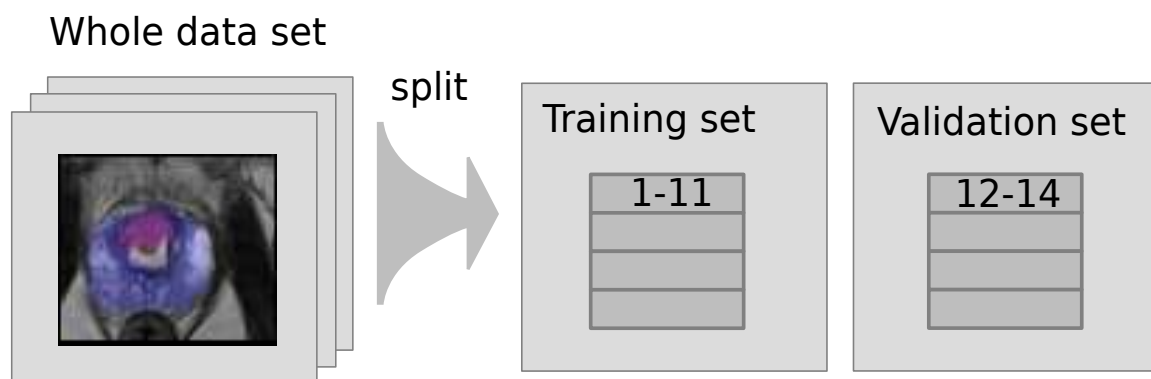 Whole data set
split
Training set
1-11
Validation set
12-14